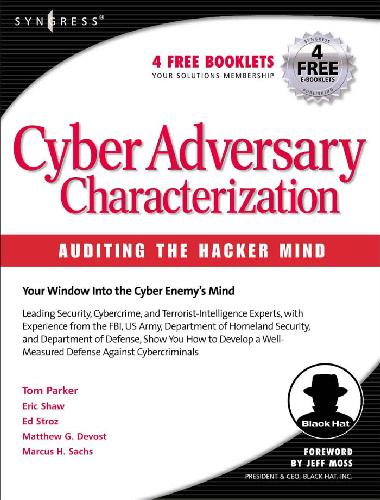 SYNGRESS®
4 FREE BOOKLETS
YOUR SOLUTIONS MEMBERSHIP
SYNGRESS
4
FREE
E-BOOKLETS
PUBLISHING
Cyber Adversary
Characterization
AUDITING THE HACKER MIND
Your Window Into the Cyber Enemy's Mind
Leading Security, Cybercrime, and Terrorist-Intelligence Experts, with
Experience from the FBI, US Army, Department of Homeland Security,
and Department of Defense, Show You How to Develop a Well-
Measured Defense Against Cybercriminals
Tom Parker
Eric Shaw
Ed Stroz
Matthew G. Devost
Marcus H. Sachs
Black Hat
FOREWORD
BY JEFF MOSS
PRESIDENT & CEO, BLACK HAT, INC.